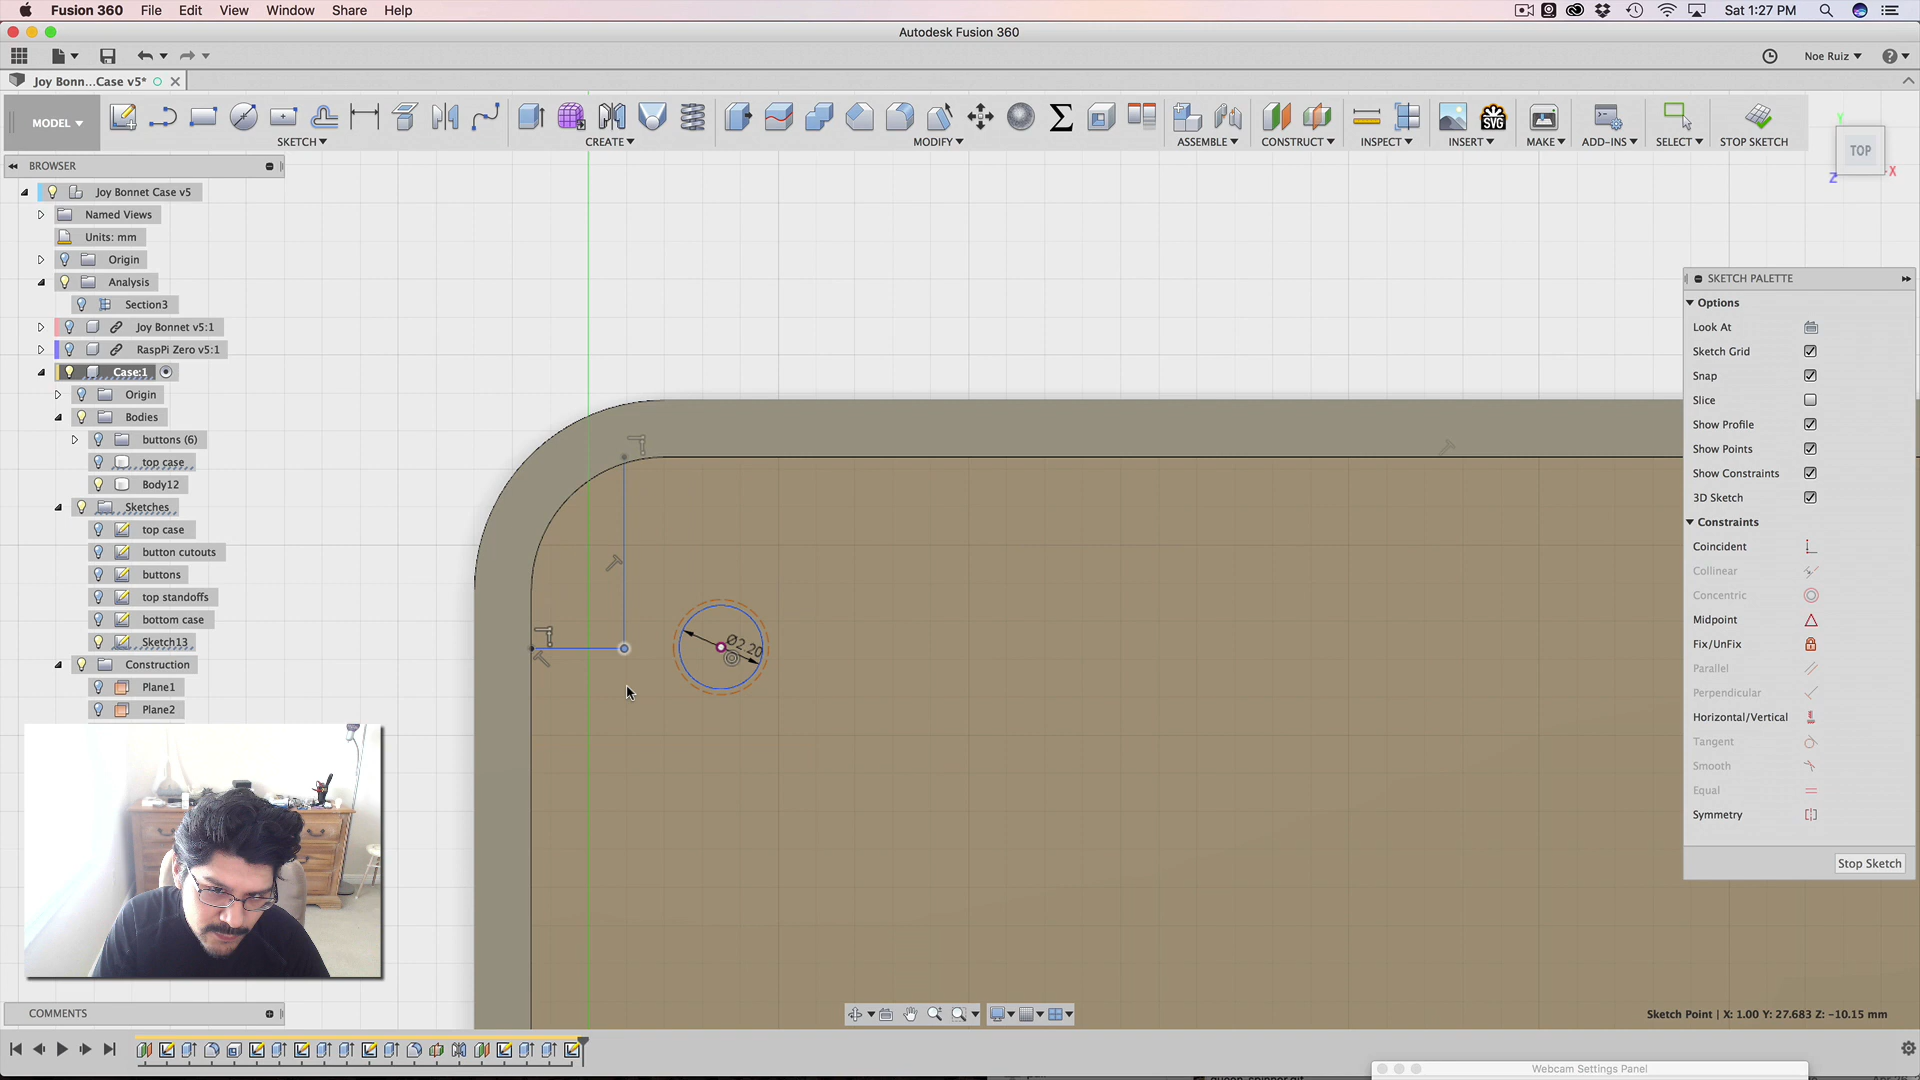 Fusion 360 File Edit View Window Share Help Sat 1:27 PM
Autodesk Fusion 360
Noe Ruiz
Joy Bonn...Case v5*
MODEL
SKETCH CREATE MODIFY ASSEMBLE CONSTRUCT INSPECT INSERT MAKE ADD-INS SELECT STOP SKETCH
SVG
TOP
Y
X
Z
BROWSER
Joy Bonnet Case v5
Named Views
Units: mm
Origin
Analysis
Section3
Joy Bonnet v5:1
RaspPi Zero v5:1
Case:1
Origin
Bodies
buttons (6)
top case
Body12
Sketches
top case
button cutouts
buttons
top standoffs
bottom case
Sketch13
Construction
Plane1
Plane2
Ø2.20
SKETCH PALETTE
Options
Look At
Sketch Grid
Snap
Slice
Show Profile
Show Points
Show Constraints
3D Sketch
Constraints
Coincident
Collinear
Concentric
Midpoint
Fix/UnFix
Parallel
Perpendicular
Horizontal/Vertical
Tangent
Smooth
Equal
Symmetry
Stop Sketch
COMMENTS
Sketch Point | X: 1.00 Y: 27.683 Z: -10.15 mm
Webcam Settings Panel